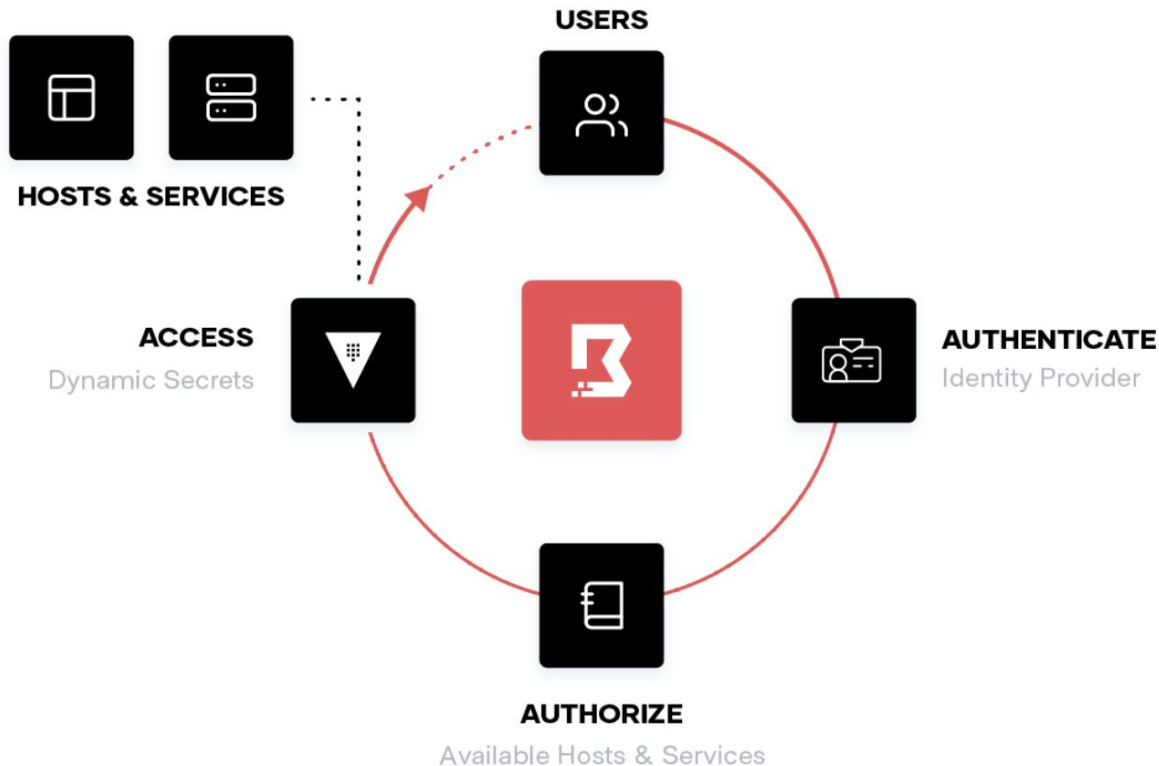 USERS
HOSTS & SERVICES
ACCESS
Dynamic Secrets
AUTHENTICATE
Identity Provider
AUTHORIZE
Available Hosts & Services